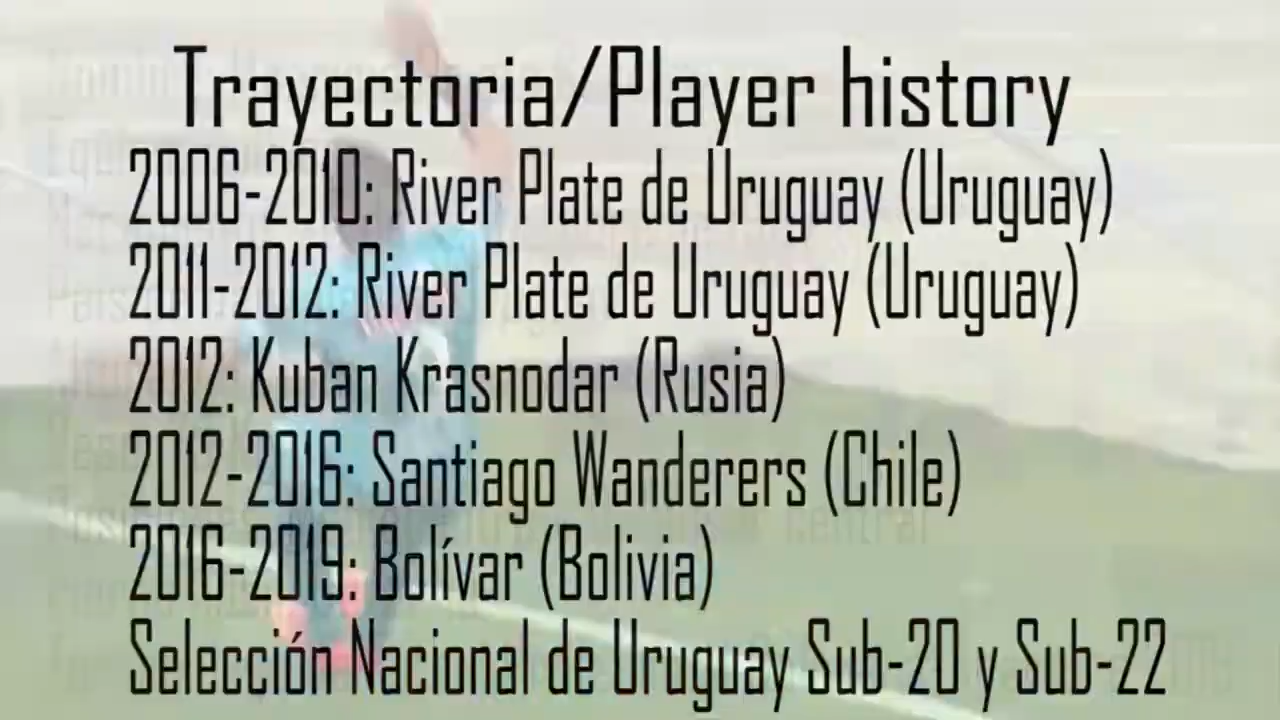 Trayectoria/Player history
2006-2010: River Plate de Uruguay (Uruguay)
2011-2012: River Plate de Uruguay (Uruguay)
2012: Kuban Krasnodar (Rusia)
2012-2016: Santiago Wanderers (Chile)
2016-2019: Bolívar (Bolivia)
Selección Nacional de Uruguay Sub-20 y Sub-22